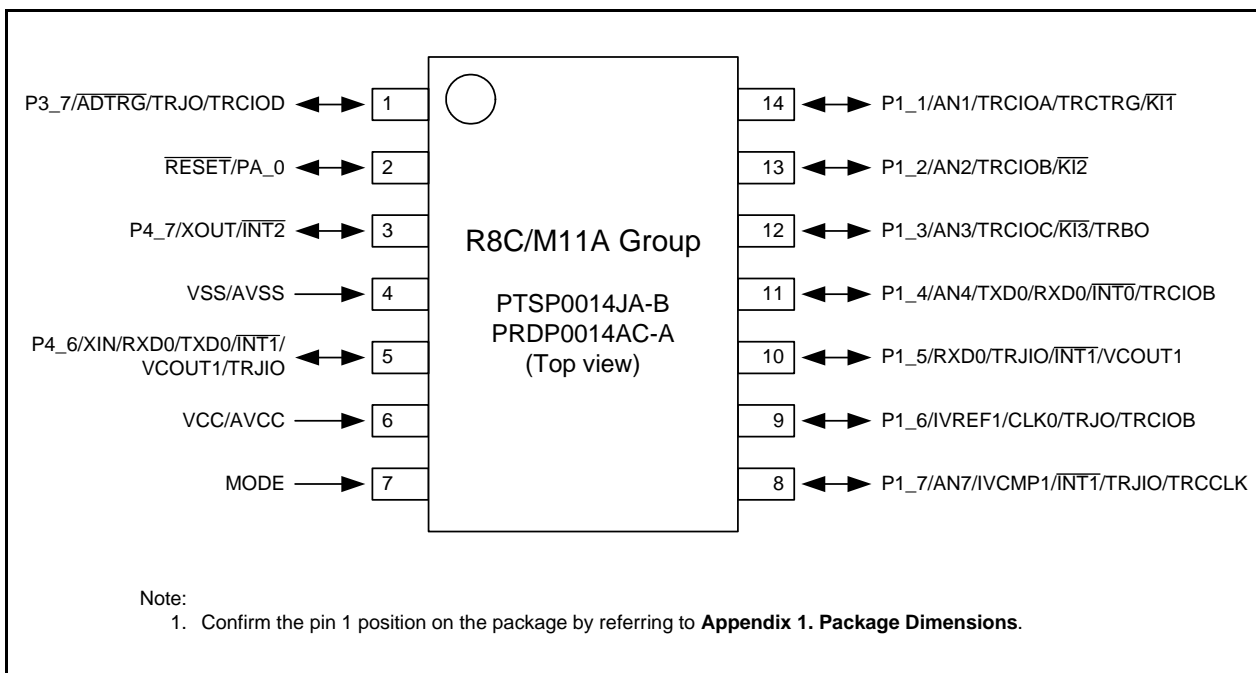 P3_7/ADTRG/TRJO/TRCIOD
1
14
P1_1/AN1/TRCIOA/TRCTRG/KI1
RESET/PA_0
2
13
P1_2/AN2/TRCIOB/KI2
P4_7/XOUT/INT2
3
12
P1_3/AN3/TRCIOC/KI3/TRBO
R8C/M11A Group
VSS/AVSS
4
11
P1_4/AN4/TXD0/RXD0/INT0/TRCIOB
PTSP0014JA-B
PRDP0014AC-A
(Top view)
P4_6/XIN/RXD0/TXD0/INT1/
VCOUT1/TRJIO
5
10
P1_5/RXD0/TRJIO/INT1/VCOUT1
VCC/AVCC
6
9
P1_6/IVREF1/CLK0/TRJO/TRCIOB
MODE
7
8
P1_7/AN7/IVCMP1/INT1/TRJIO/TRCCLK
Note:
1. Confirm the pin 1 position on the package by referring to Appendix 1. Package Dimensions.